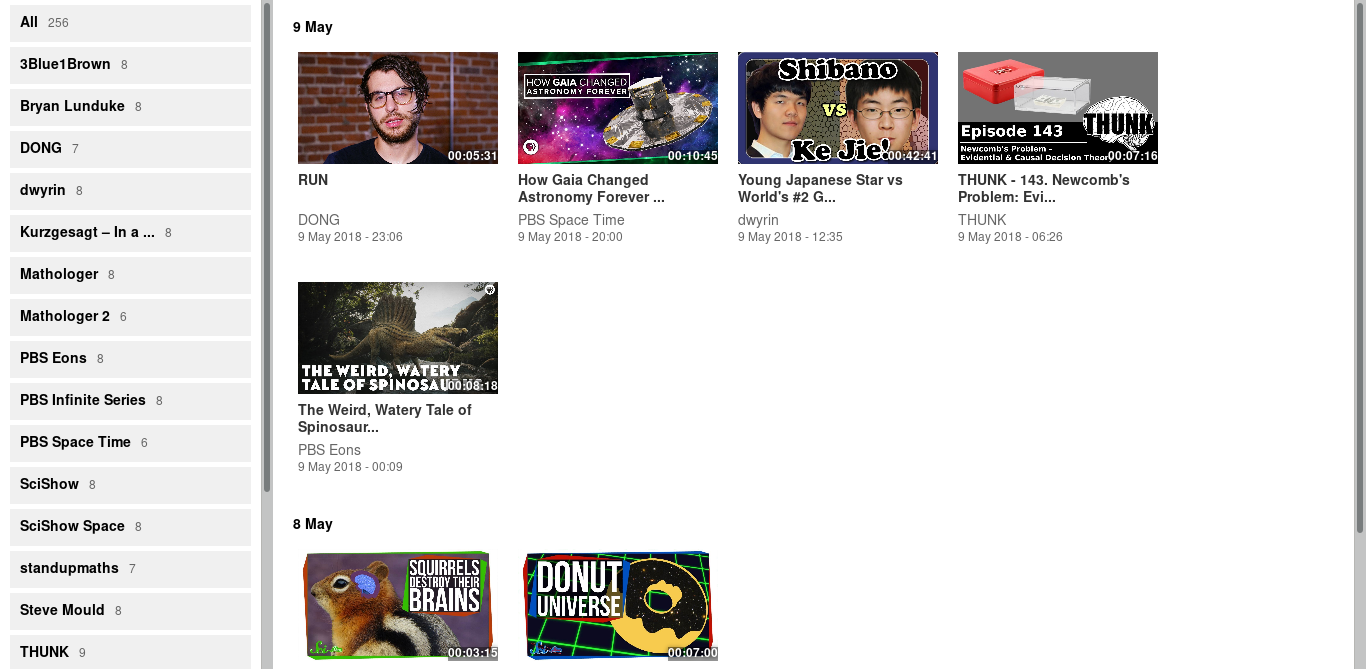 All 256
3Blue1Brown 8
Bryan Lunduke 8
DONG 7
dwyrin 8
Kurzgesagt – In a ... 8
Mathologer 8
Mathologer 2 6
PBS Eons 8
PBS Infinite Series 8
PBS Space Time 6
SciShow 8
SciShow Space 8
standupmaths 7
Steve Mould 8
THUNK 9
9 May
00:05:31
RUN
DONG
9 May 2018 - 23:06
HOW GAIA CHANGED
ASTRONOMY FOREVER
00:10:45
How Gaia Changed
Astronomy Forever ...
PBS Space Time
9 May 2018 - 20:00
Shibano
vs
Ke Jie!
00:42:41
Young Japanese Star vs
World's #2 G...
dwyrin
9 May 2018 - 12:35
THUNK
Episode 143
Newcomb's Problem -
Evidential & Causal Decision Theor
00:07:16
THUNK - 143. Newcomb's
Problem: Evi...
THUNK
9 May 2018 - 06:26
THE WEIRD, WATERY
TALE OF SPINOSAU
00:08:18
The Weird, Watery Tale of
Spinosaur...
PBS Eons
9 May 2018 - 00:09
8 May
SQUIRRELS
DESTROY THEIR
BRAINS
00:03:15
DONUT
UNIVERSE
00:07:00